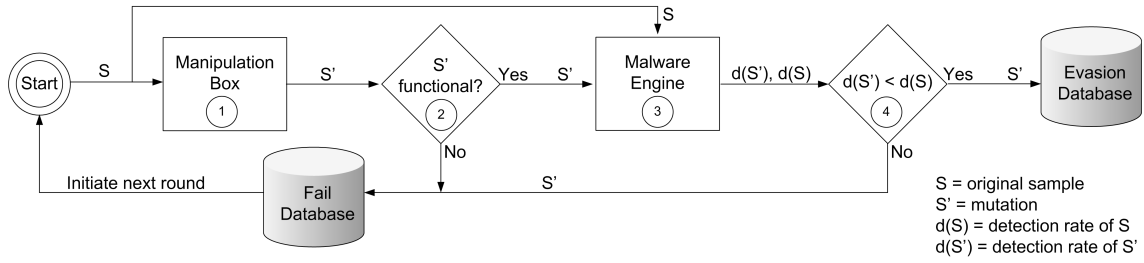 S
Start
S
Manipulation
Box
1
S’
S’
functional?
2
Yes
S’
No
Malware
Engine
3
d(S’), d(S)
d(S’) < d(S)
4
Yes
S’
No
Evasion
Database
Initiate next round
Fail
Database
S’
S = original sample
S’ = mutation
d(S) = detection rate of S
d(S’) = detection rate of S’